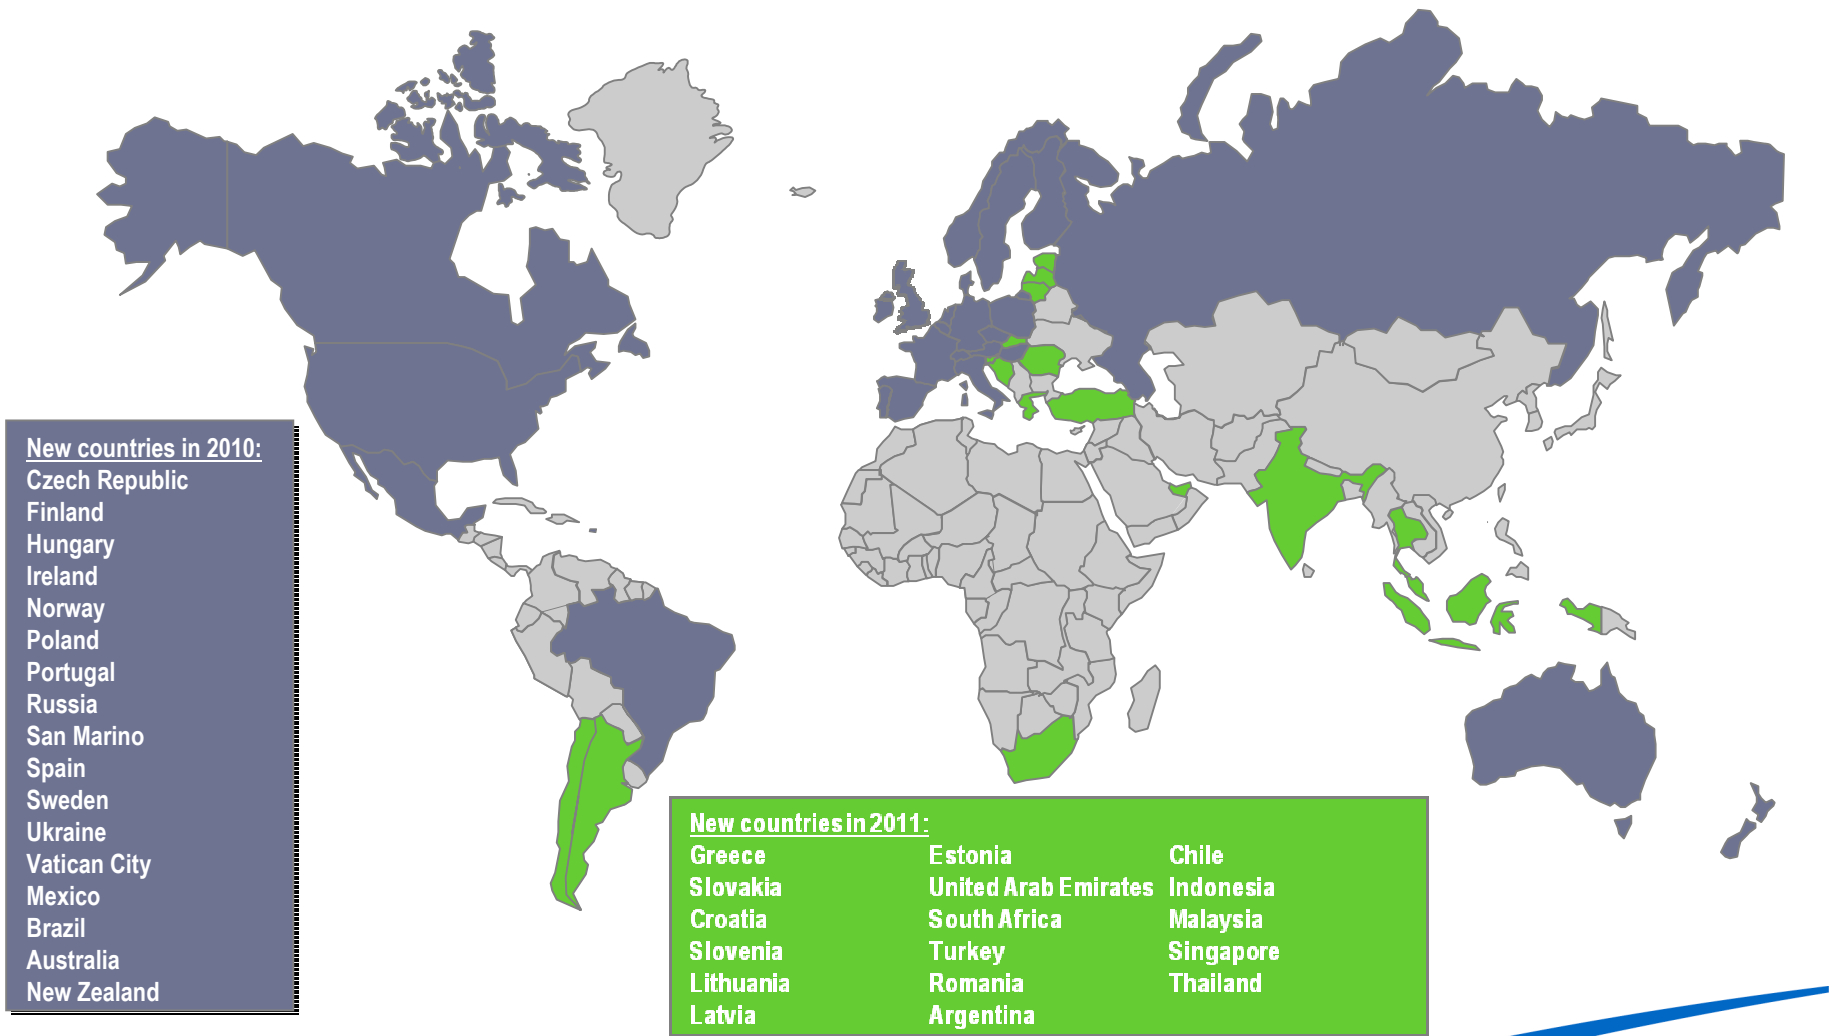 New countries in 2010:
Czech Republic
Finland
Hungary
Ireland
Norway
Poland
Portugal
Russia
San Marino
Spain
Sweden
Ukraine
Vatican City
Mexico
Brazil
Australia
New Zealand
New countries in 2011:
Greece
Slovakia
Croatia
Slovenia
Lithuania
Latvia
Estonia
United Arab Emirates
South Africa
Turkey
Romania
Argentina
Chile
Indonesia
Malaysia
Singapore
Thailand